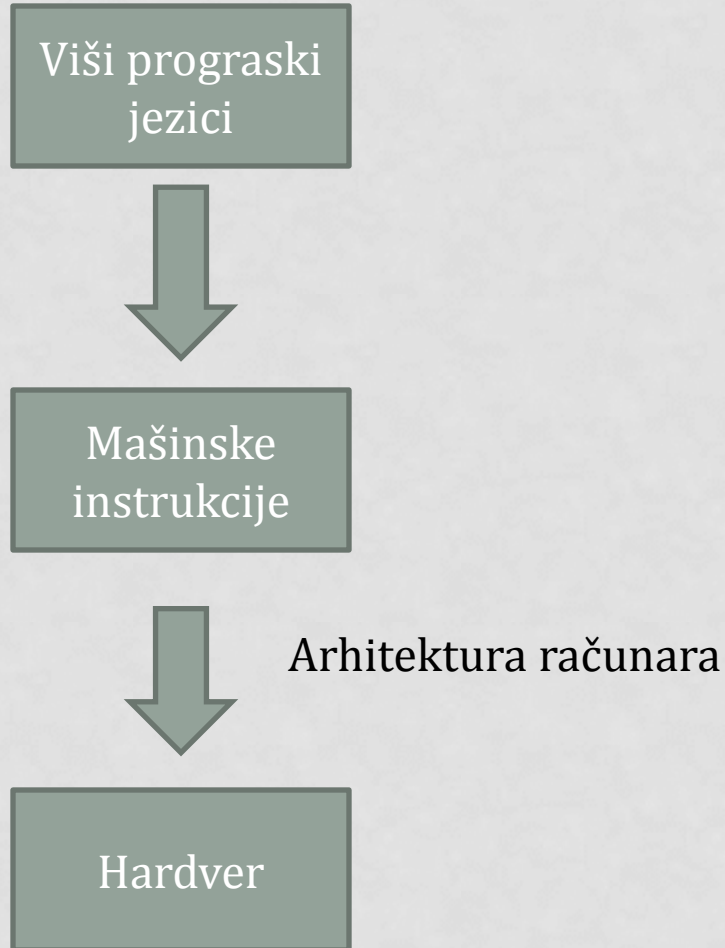 Viši prograski
jezici
Mašinske
instrukcije
Arhitektura računara
Hardver